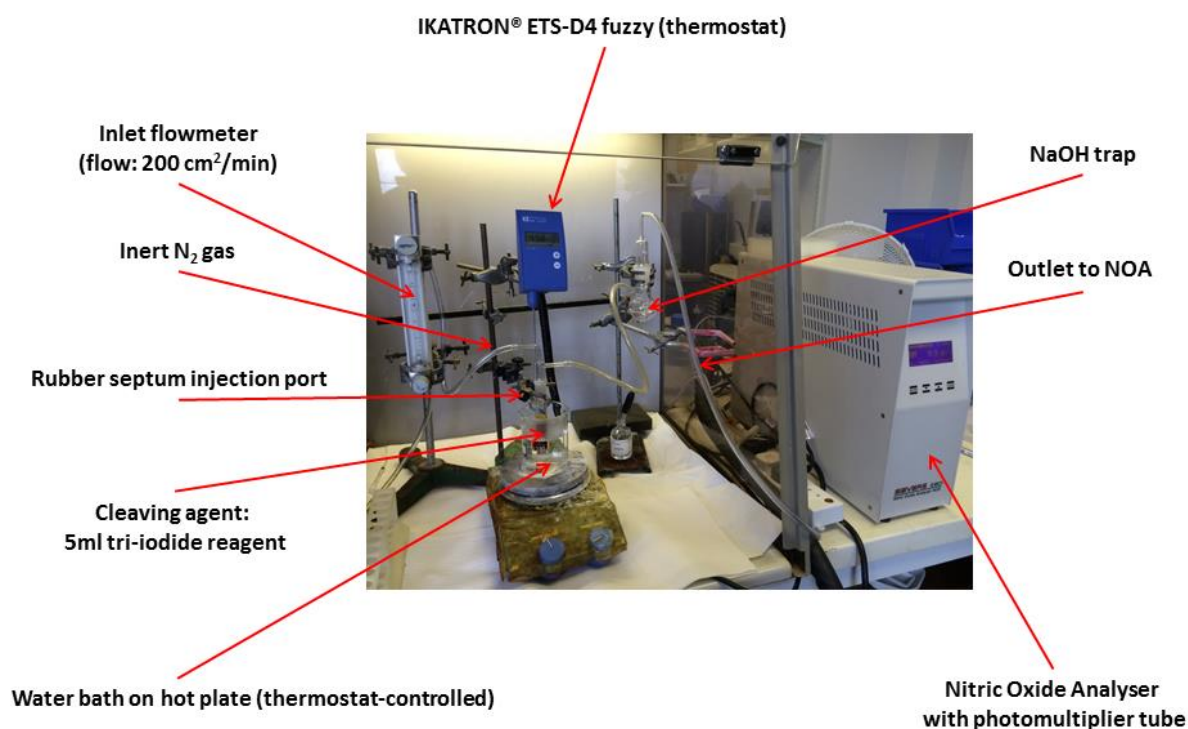 IKATRON® ETS-D4 fuzzy (thermostat)
Inlet flowmeter
(flow: 200 cm²/min)
NaOH trap
Inert N₂ gas
Outlet to NOA
Rubber septum injection port
Cleaving agent:
5ml tri-iodide reagent
Water bath on hot plate (thermostat-controlled)
Nitric Oxide Analyser
with photomultiplier tube